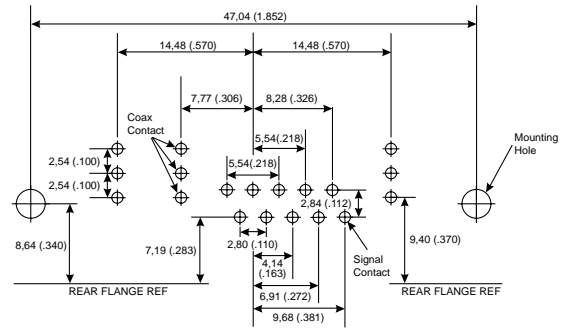 47,04 (1.852)
14,48 (.570)
14,48 (.570)
7,77 (.306)
8,28 (.326)
Coax
Contact
5,54(.218)
Mounting
Hole
2,54 (.100)
5,54(.218)
2,54 (.100)
2,84 (.112)
8,64 (.340)
7,19 (.283)
2,80 (.110)
9,40 (.370)
4,14
(.163)
Signal
Contact
REAR FLANGE REF
6,91 (.272)
REAR FLANGE REF
9,68 (.381)